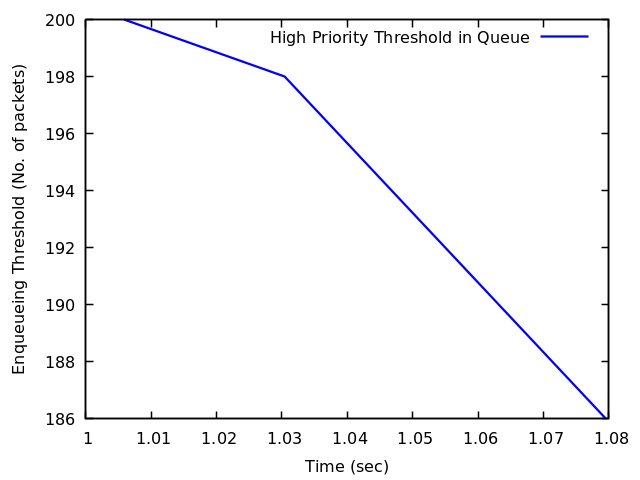 High Priority Threshold in Queue
Enqueueing Threshold (No. of packets)
200
198
196
194
192
190
188
186
1 1.01 1.02 1.03 1.04 1.05 1.06 1.07 1.08
Time (sec)